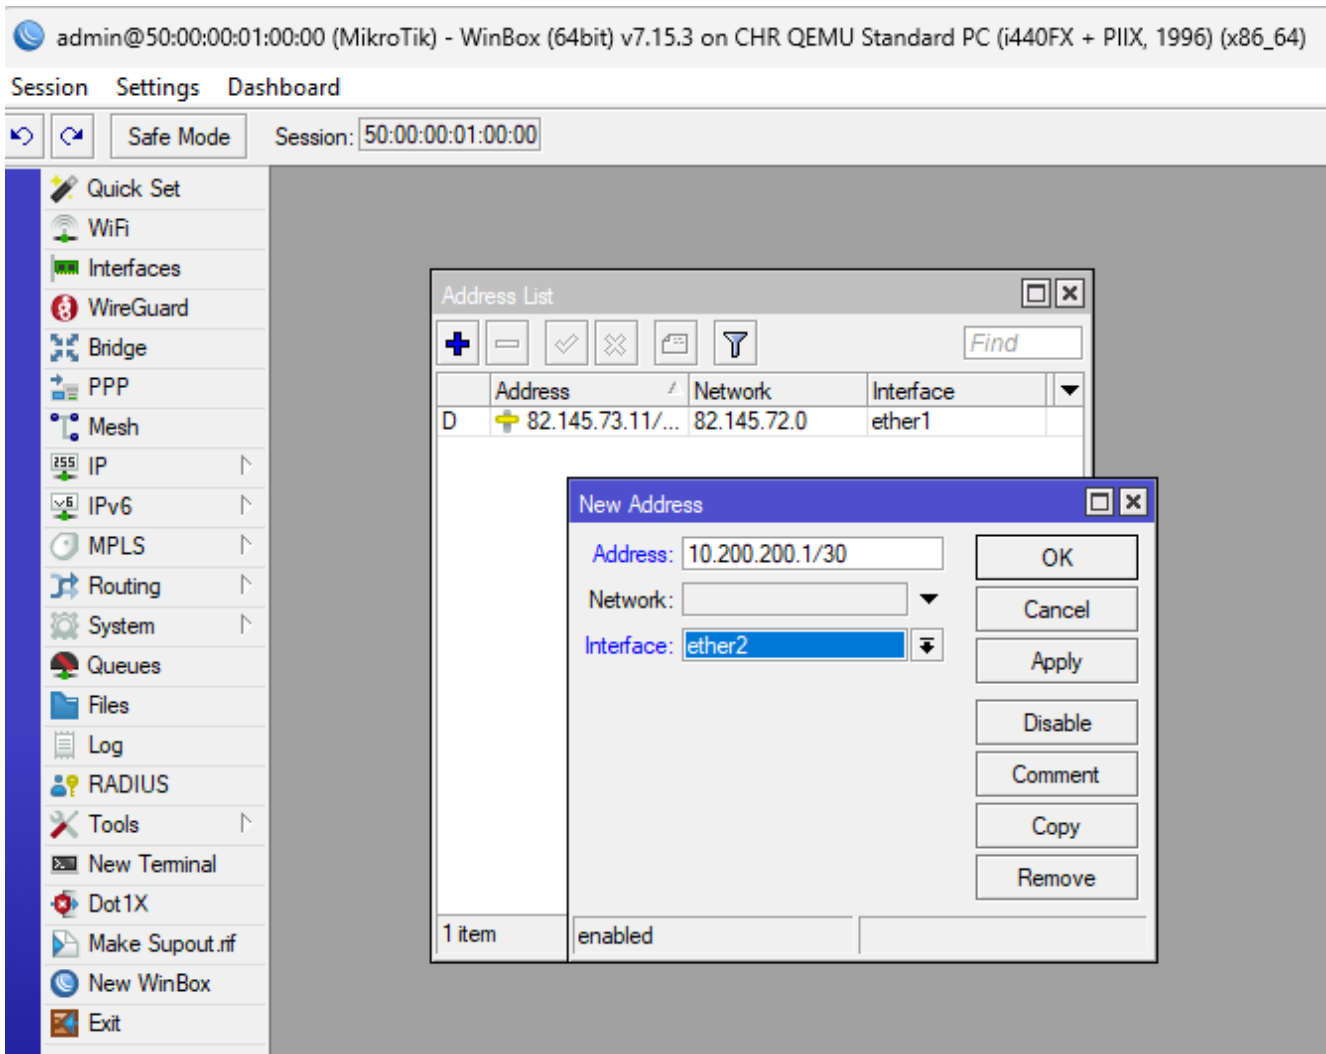 admin@50:00:00:01:00:00 (MikroTik) - WinBox (64bit) v7.15.3 on CHR QEMU Standard PC (i440FX + PIIX, 1996) (x86_64)
Session Settings Dashboard
Safe Mode Session: 50:00:00:01:00:00
Quick Set
WiFi
Interfaces
WireGuard
Bridge
PPP
Mesh
255 IP
v6 IPv6
MPLS
Routing
System
Queues
Files
Log
RADIUS
Tools
New Terminal
Dot1X
Make Supout.rif
New WinBox
Exit
Address List
Find
Address Network Interface
D 82.145.73.11/... 82.145.72.0 ether1
1 item
New Address
Address: 10.200.200.1/30
Network:
Interface: ether2
OK
Cancel
Apply
Disable
Comment
Copy
Remove
enabled